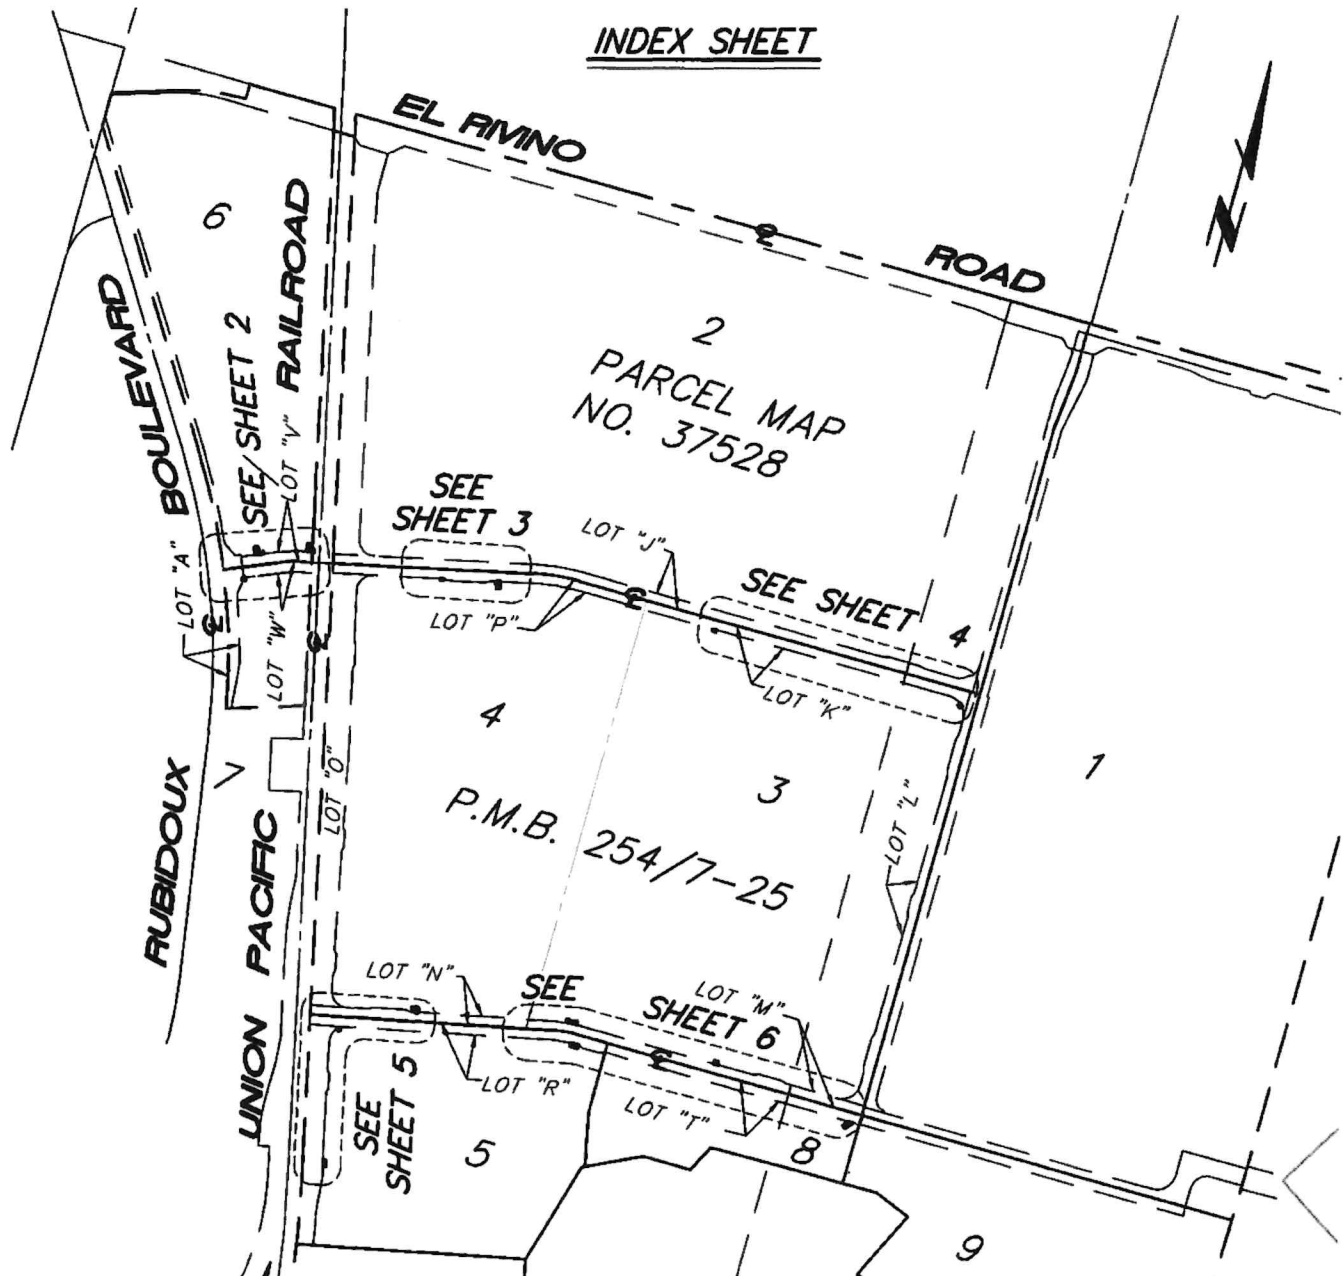 INDEX SHEET
EL RIVINO
ROAD
N
6
RAILROAD
BOULEVARD
SEE SHEET 2
LOT "V"
2
PARCEL MAP
NO. 37528
SEE
SHEET 3
LOT "J"
SEE SHEET 4
LOT "A"
LOT "W"
LOT "P"
LOT "K"
4
3
1
7
LOT "O"
P.M.B. 254/7-25
LOT "L"
RUBIDOUX
UNION PACIFIC
LOT "N"
SEE
SHEET 6
LOT "M"
SEE
SHEET 5
LOT "R"
LOT "T"
5
8
9